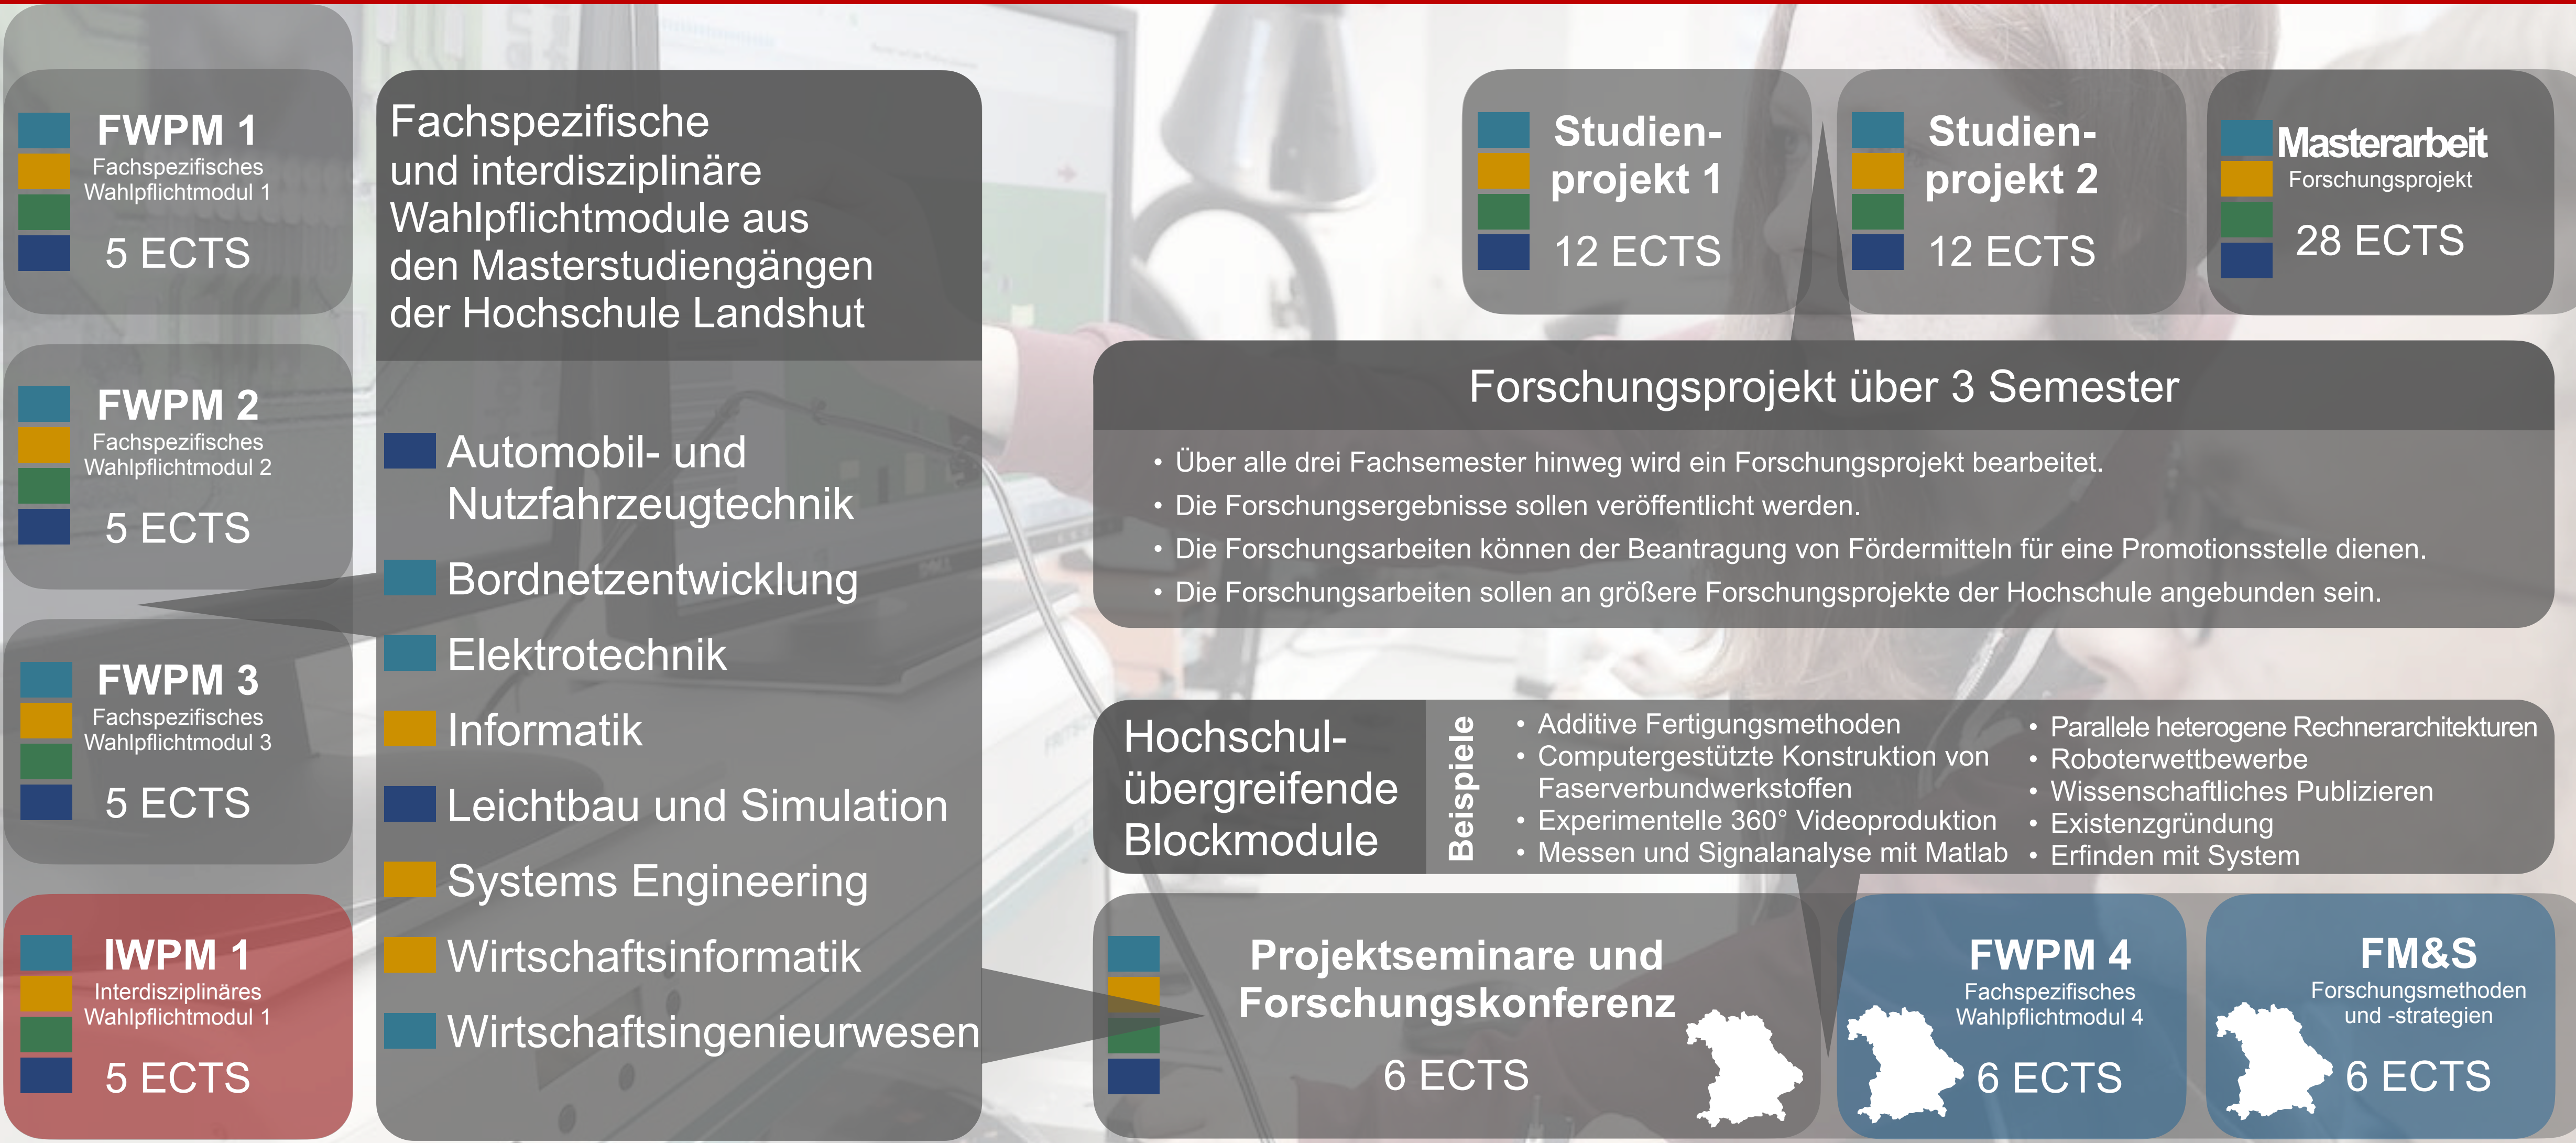 FWPM 1
Fachspezifisches
Wahlpflichtmodul 1
5 ECTS
FWPM 2
Fachspezifisches
Wahlpflichtmodul 2
5 ECTS
FWPM 3
Fachspezifisches
Wahlpflichtmodul 3
5 ECTS
IWPM 1
Interdisziplinäres
Wahlpflichtmodul 1
5 ECTS
Fachspezifische
und interdisziplinäre
Wahlpflichtmodule aus
den Masterstudiengängen
der Hochschule Landshut
Automobil- und
Nutzfahrzeugtechnik
Bordnetzentwicklung
Elektrotechnik
Informatik
Leichtbau und Simulation
Systems Engineering
Wirtschaftsinformatik
Wirtschaftsingenieurwesen
Studien-
projekt 1
12 ECTS
Studien-
projekt 2
12 ECTS
Masterarbeit
Forschungsprojekt
28 ECTS
Forschungsprojekt über 3 Semester
• Über alle drei Fachsemester hinweg wird ein Forschungsprojekt bearbeitet.
• Die Forschungsergebnisse sollen veröffentlicht werden.
• Die Forschungsarbeiten können der Beantragung von Fördermitteln für eine Promotionsstelle dienen.
• Die Forschungsarbeiten sollen an größere Forschungsprojekte der Hochschule angebunden sein.
Hochschul-
übergreifende
Blockmodule
Beispiele
• Additive Fertigungsmethoden
• Computergestützte Konstruktion von
Faserverbundwerkstoffen
• Experimentelle 360° Videoproduktion
• Messen und Signalanalyse mit Matlab
• Parallele heterogene Rechnerarchitekturen
• Roboterwettbewerbe
• Wissenschaftliches Publizieren
• Existenzgründung
• Erfinden mit System
Projektseminare und
Forschungskonferenz
6 ECTS
FWPM 4
Fachspezifisches
Wahlpflichtmodul 4
6 ECTS
FM&S
Forschungsmethoden
und -strategien
6 ECTS